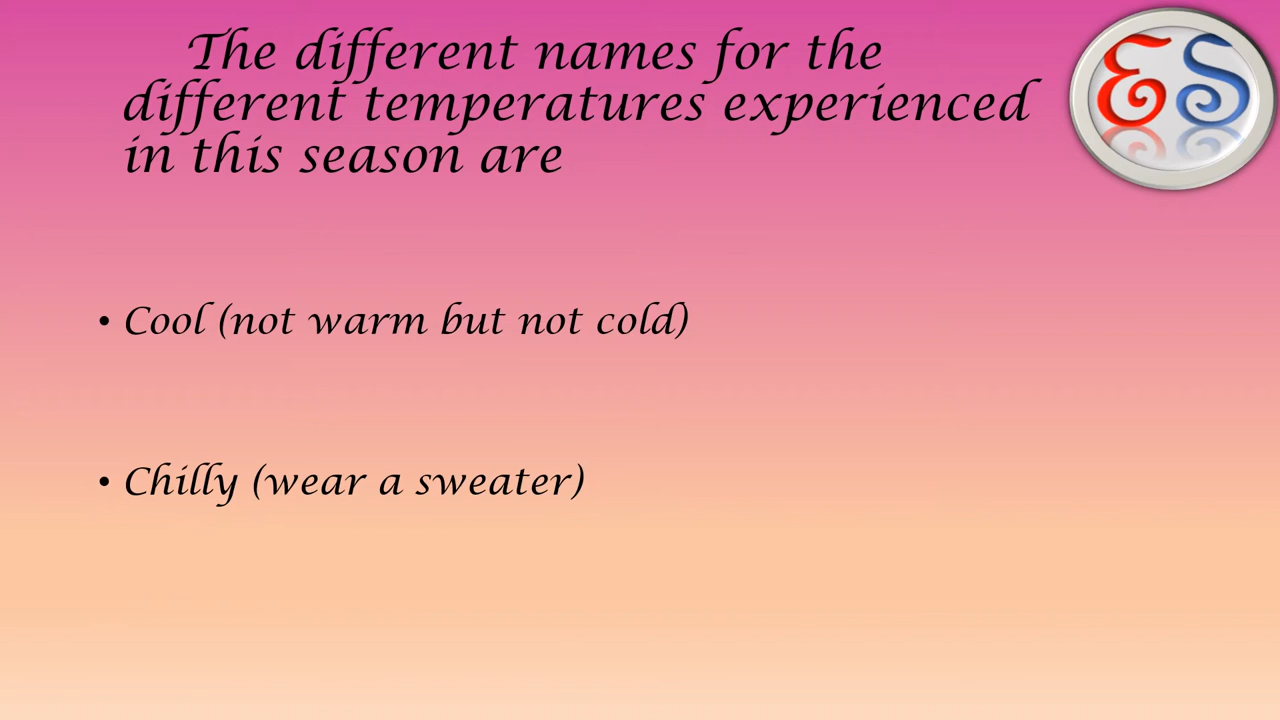 The different names for the
different temperatures experienced
in this season are
ES
• Cool (not warm but not cold)
• Chilly (wear a sweater)